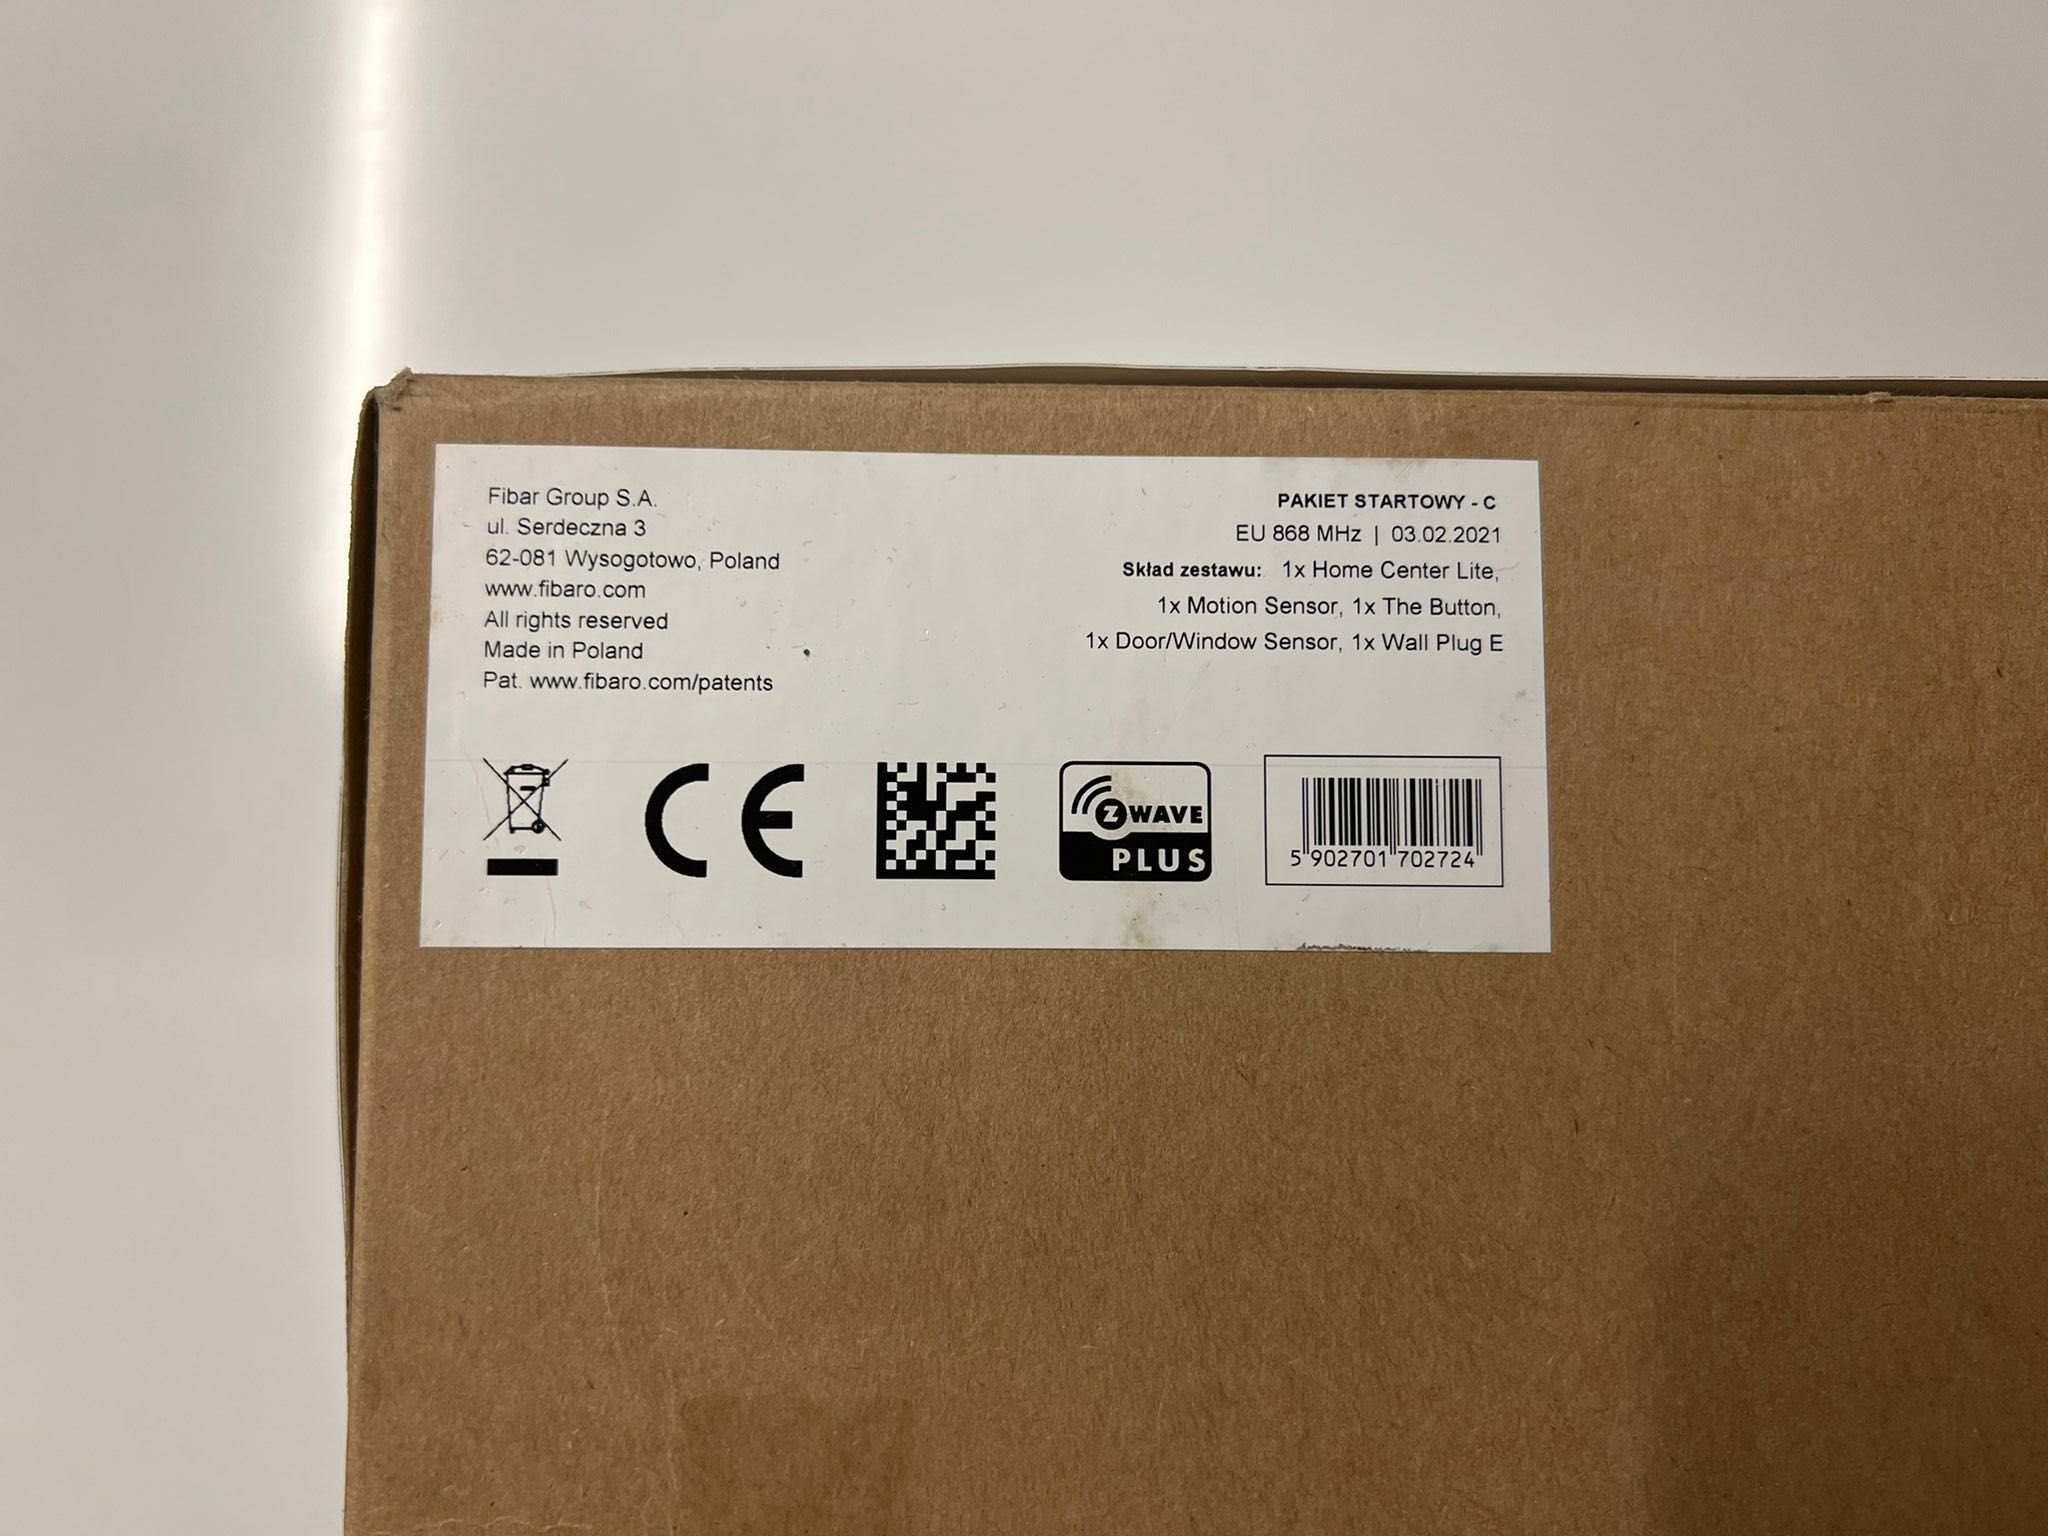 Fibar Group S.A.
ul. Serdeczna 3
62-081 Wysogotowo, Poland
www.fibaro.com
All rights reserved
Made in Poland
Pat. www.fibaro.com/patents
PAKIET STARTOWY - C
EU 868 MHz | 03.02.2021
Skład zestawu: 1x Home Center Lite,
1x Motion Sensor, 1x The Button,
1x Door/Window Sensor, 1x Wall Plug E
CE
Z WAVE
PLUS
5 902701 702724